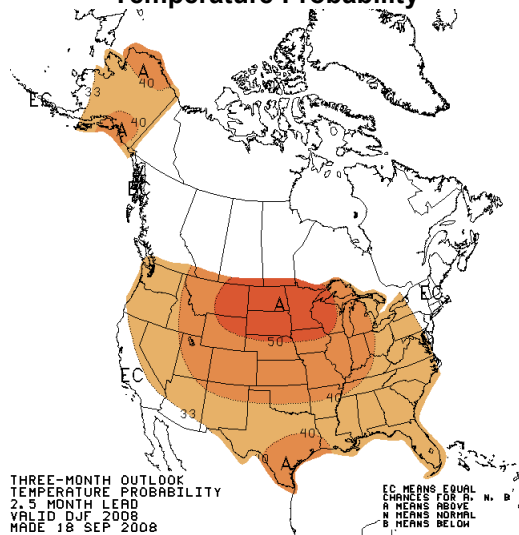 Temperature Probability
A
40
33
EC
40
A
EC
A
EC
50
EC
40
33
40
A
THREE-MONTH OUTLOOK
TEMPERATURE PROBABILITY
2.5 MONTH LEAD
VALID DJF 2008
MADE 18 SEP 2008
EC MEANS EQUAL
CHANCES FOR A, N, B
A MEANS ABOVE
N MEANS NORMAL
B MEANS BELOW